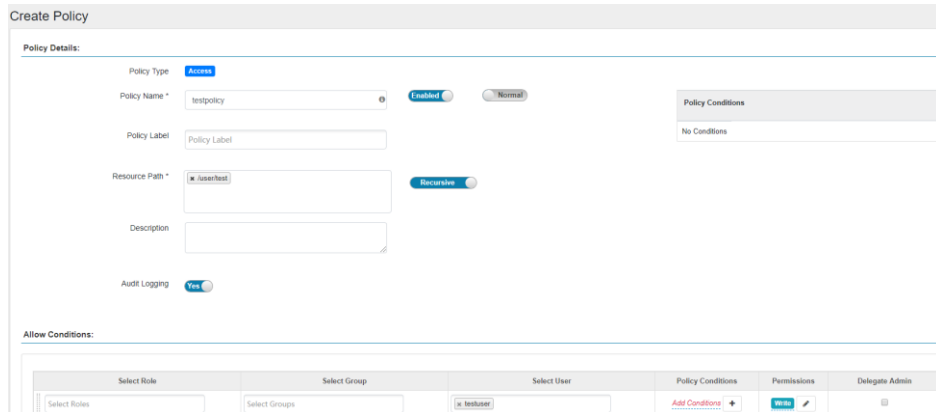 Create Policy
Policy Details:
Policy Type Access
Policy Name * testpolicy Enabled Normal
Policy Conditions
No Conditions
Policy Label Policy Label
Resource Path * × /user/test Recursive
Description
Audit Logging Yes
Allow Conditions:
Select Role Select Group Select User Policy Conditions Permissions Delegate Admin
Select Roles Select Groups × testuser Add Conditions + Write